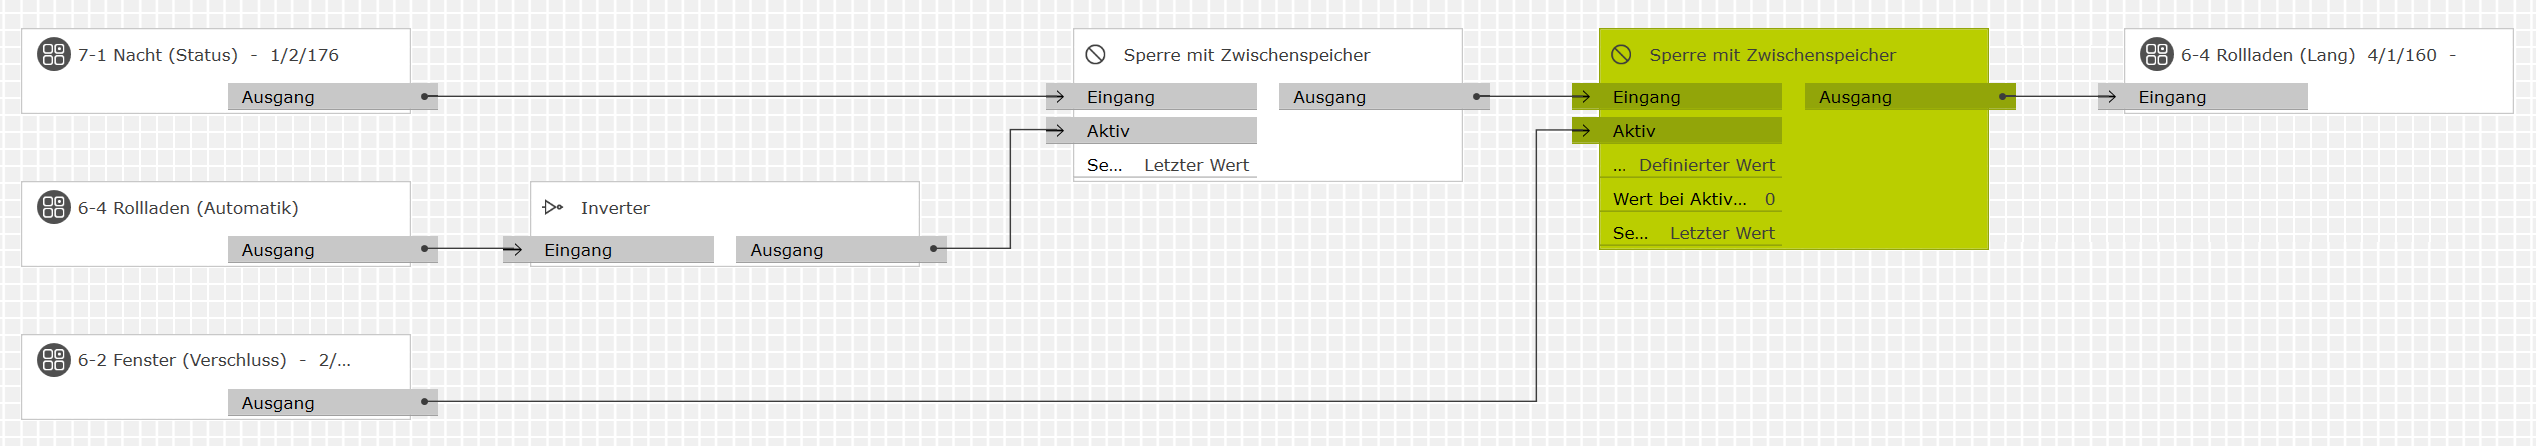 7-1 Nacht (Status)  -  1/2/176
Ausgang
Sperre mit Zwischenspeicher
Eingang
Ausgang
Aktiv
Se... Letzter Wert
Sperre mit Zwischenspeicher
Eingang
Ausgang
Aktiv
... Definierter Wert
Wert bei Aktiv... 0
Se... Letzter Wert
6-4 Rollladen (Lang)  4/1/160  -
Eingang
6-4 Rollladen (Automatik)
Ausgang
Inverter
Eingang
Ausgang
6-2 Fenster (Verschluss)  -  2/...
Ausgang